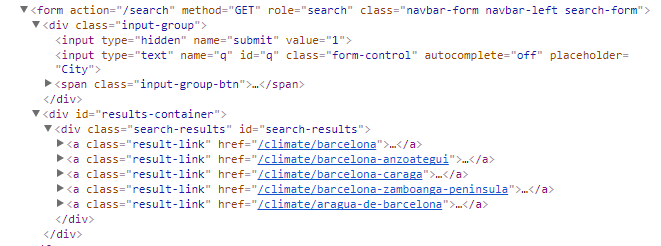 ▼<form action="/search" method="GET" role="search" class="navbar-form navbar-left search-form">
▼<div class="input-group">
<input type="hidden" name="submit" value="1">
<input type="text" name="q" id="q" class="form-control" autocomplete="off" placeholder=
"City">
▶<span class="input-group-btn">…</span>
</div>
▼<div id="results-container">
▼<div class="search-results" id="search-results">
▶<a class="result-link" href="/climate/barcelona">…</a>
▶<a class="result-link" href="/climate/barcelona-anzoategui">…</a>
▶<a class="result-link" href="/climate/barcelona-caraga">…</a>
▶<a class="result-link" href="/climate/barcelona-zamboanga-peninsula">…</a>
▶<a class="result-link" href="/climate/aragua-de-barcelona">…</a>
</div>
</div>